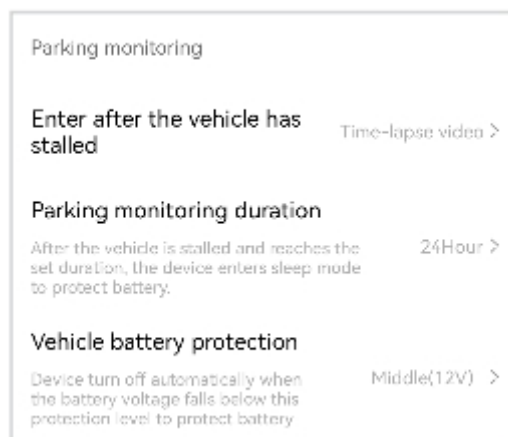 Parking monitoring
Enter after the vehicle has
stalled
Time-lapse video >
Parking monitoring duration
After the vehicle is stalled and reaches the
set duration, the device enters sleep mode
to protect battery.
24Hour >
Vehicle battery protection
Device turn off automatically when
the battery voltage falls below this
protection level to protect battery
Middle(12V) >